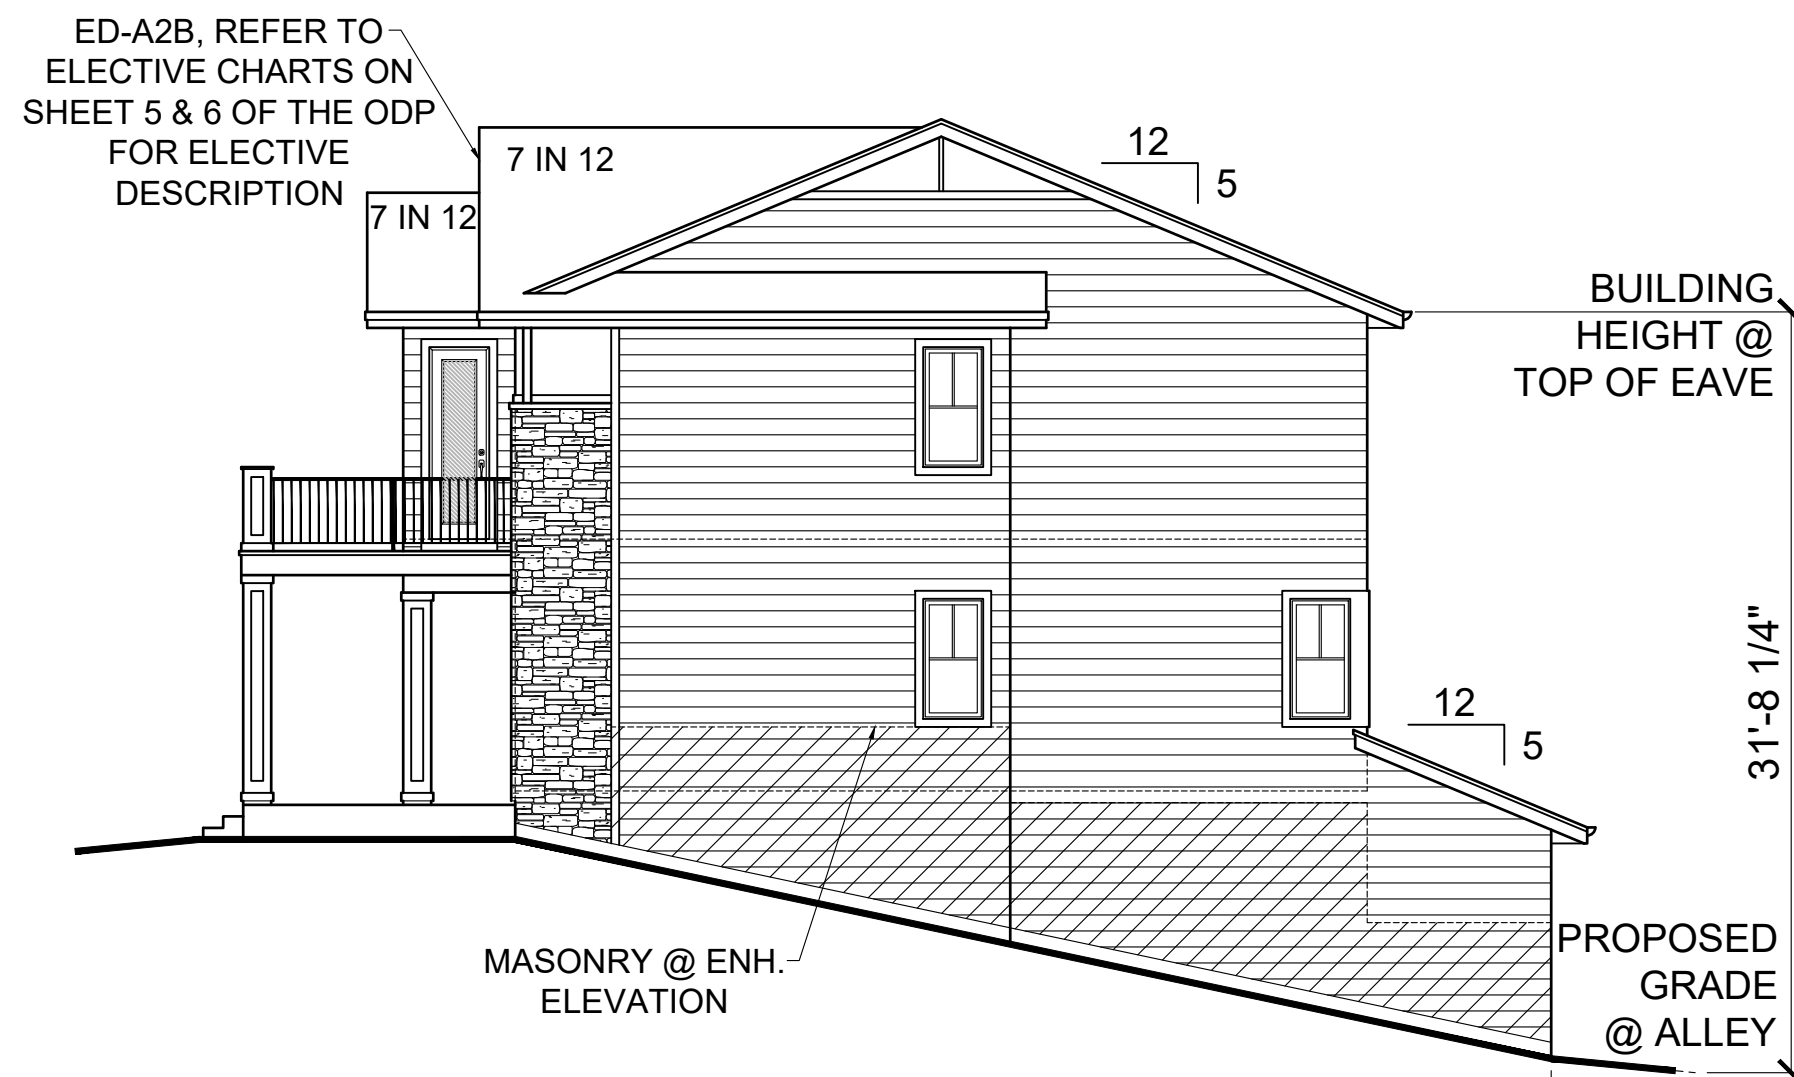 ED-A2B, REFER TO
ELECTIVE CHARTS ON
SHEET 5 & 6 OF THE ODP
FOR ELECTIVE
DESCRIPTION
7 IN 12
7 IN 12
12
5
BUILDING
HEIGHT @
TOP OF EAVE
31'-8 1/4"
12
5
MASONRY @ ENH.
ELEVATION
PROPOSED
GRADE
@ ALLEY